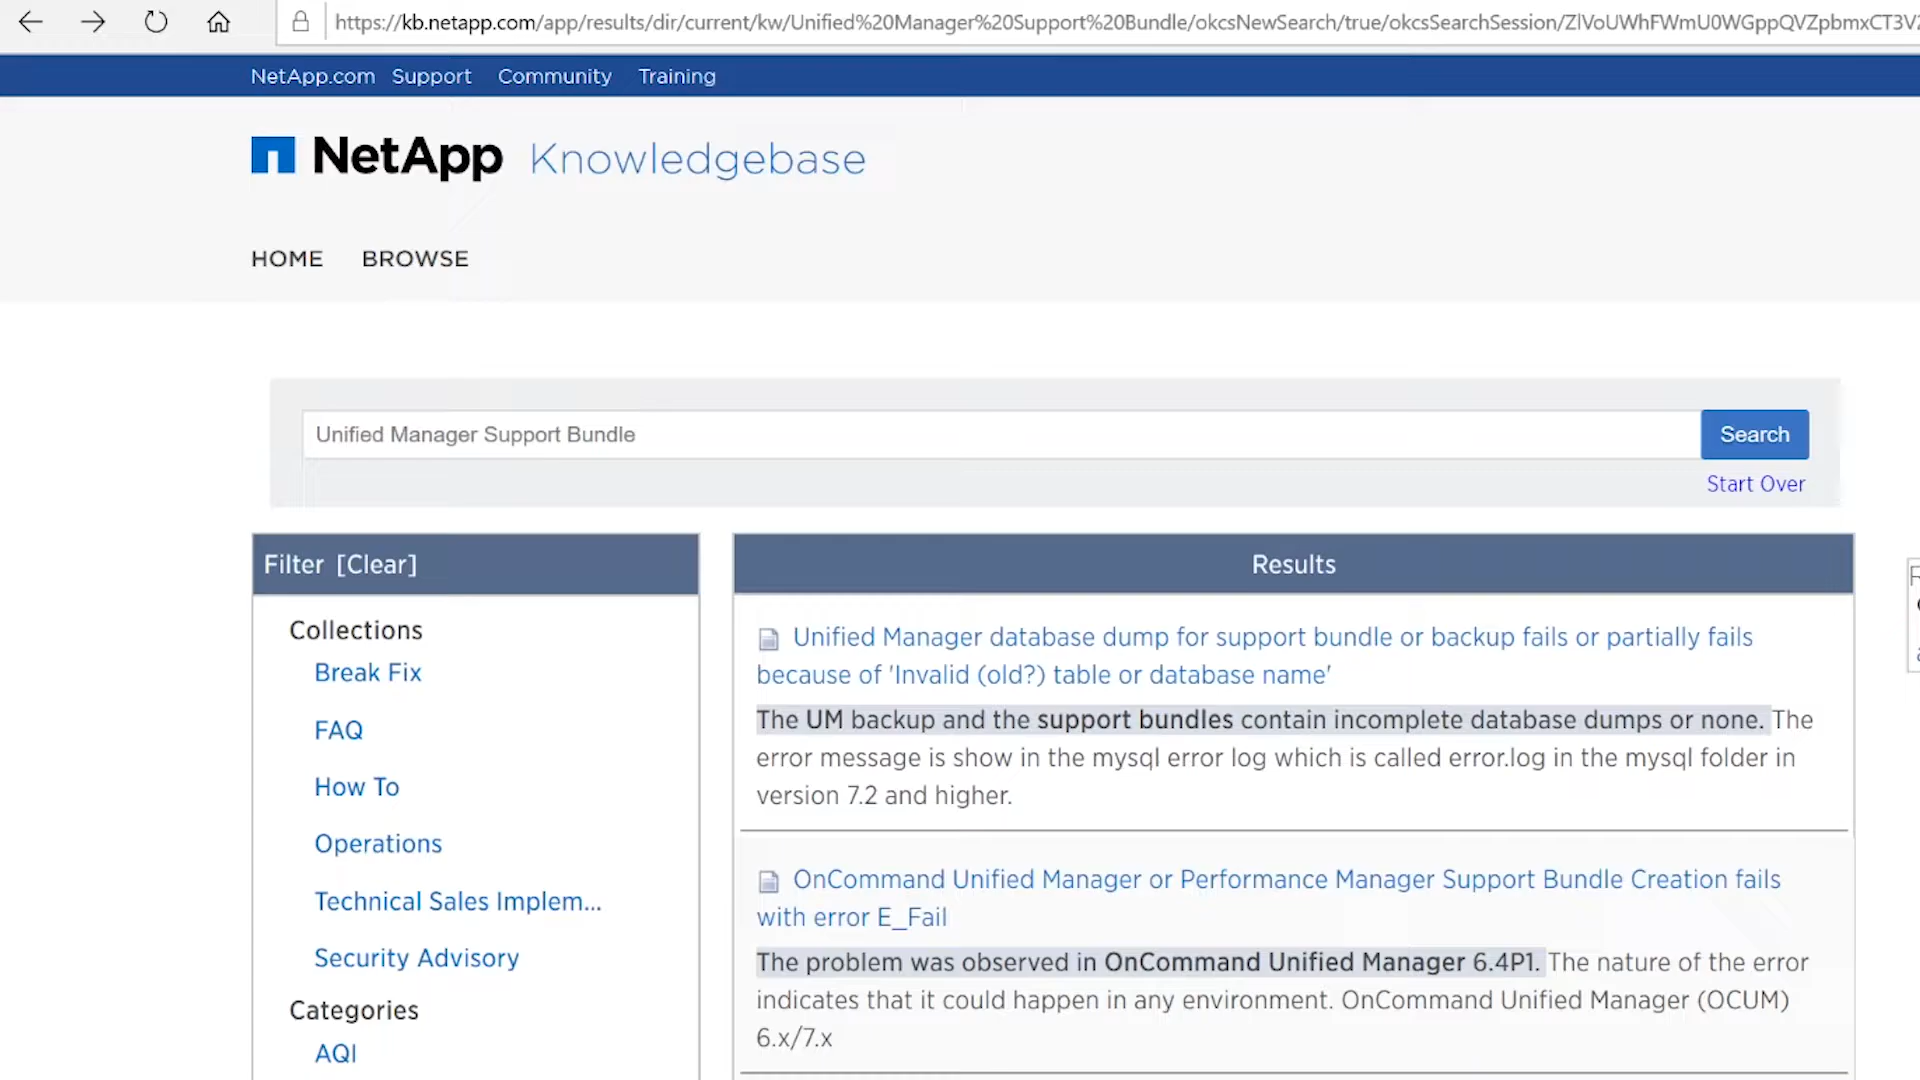 https://kb.netapp.com/app/results/dir/current/kw/Unified%20Manager%20Support%20Bundle/okcsNewSearch/true/okcsSearchSession/
NetApp.com Support Community Training
NetApp Knowledgebase
HOME BROWSE
Unified Manager Support Bundle
Search
Start Over
Filter [Clear]
Collections
Break Fix
FAQ
How To
Operations
Technical Sales Implem...
Security Advisory
Categories
AQI
Results
Unified Manager database dump for support bundle or backup fails or partially fails
because of 'Invalid (old?) table or database name'
The UM backup and the support bundles contain incomplete database dumps or none. The
error message is show in the mysql error log which is called error.log in the mysql folder in
version 7.2 and higher.
OnCommand Unified Manager or Performance Manager Support Bundle Creation fails
with error E_Fail
The problem was observed in OnCommand Unified Manager 6.4P1. The nature of the error
indicates that it could happen in any environment. OnCommand Unified Manager (OCUM)
6.x/7.x